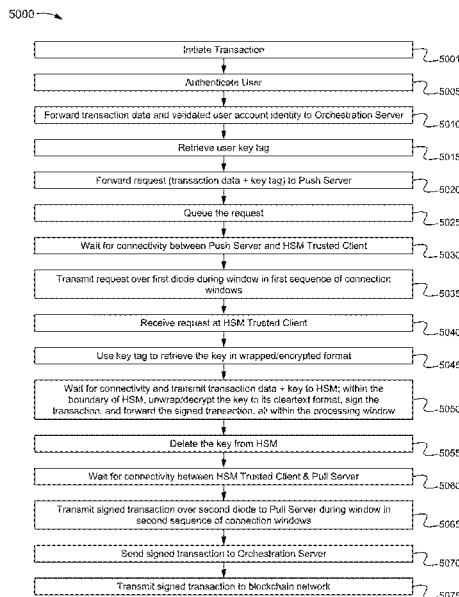 5000
Initiate Transaction
5001
Authenticate User
5005
Forward transaction data and validated user account identity to Orchestration Server
5010
Retrieve user key tag
5015
Forward request (transaction data + key tag) to Push Server
5020
Queue the request
5025
Wait for connectivity between Push Server and HSM Trusted Client
5030
Transmit request over first diode during window in first sequence of connection
windows
5035
Receive request at HSM Trusted Client
5040
Use key tag to retrieve the key in wrapped/encrypted format
5045
Wait for connectivity and transmit transaction data + key to HSM; within the
boundary of HSM, unwrap/decrypt the key to its cleartext format, sign the
transaction, and forward the signed transaction, all within the processing window
5050
Delete the key from HSM
5055
Wait for connectivity between HSM Trusted Client & Pull Server
5060
Transmit signed transaction over second diode to Pull Server during window in
second sequence of connection windows
5065
Send signed transaction to Orchestration Server
5070
Transmit signed transaction to blockchain network
5075